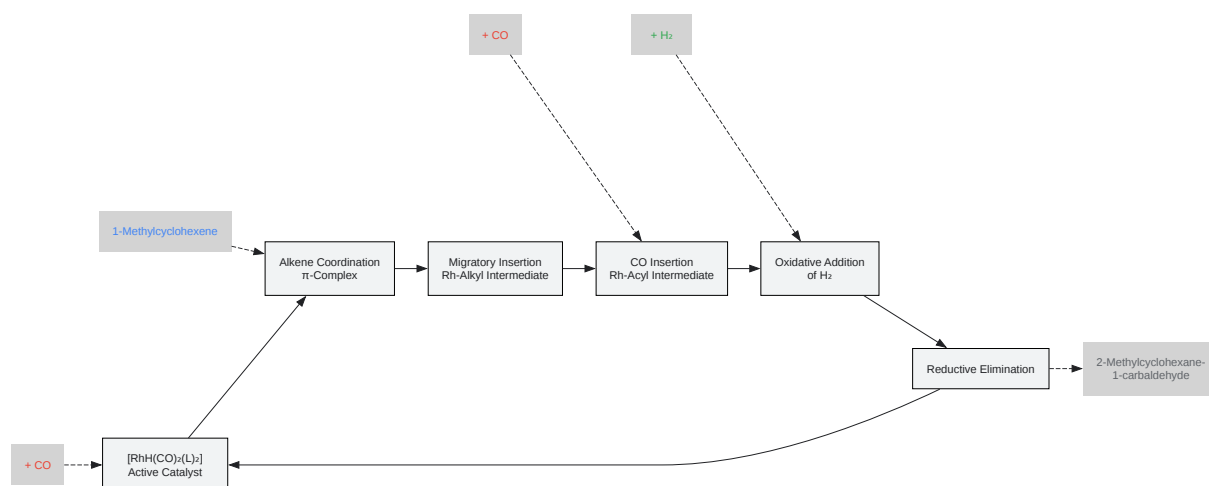 + CO
+ H₂
1-Methylcyclohexene
Alkene Coordination
π-Complex
Migratory Insertion
Rh-Alkyl Intermediate
CO Insertion
Rh-Acyl Intermediate
Oxidative Addition
of H₂
Reductive Elimination
2-Methylcyclohexane-
1-carbaldehyde
+ CO
[RhH(CO)₂(L)₂]
Active Catalyst